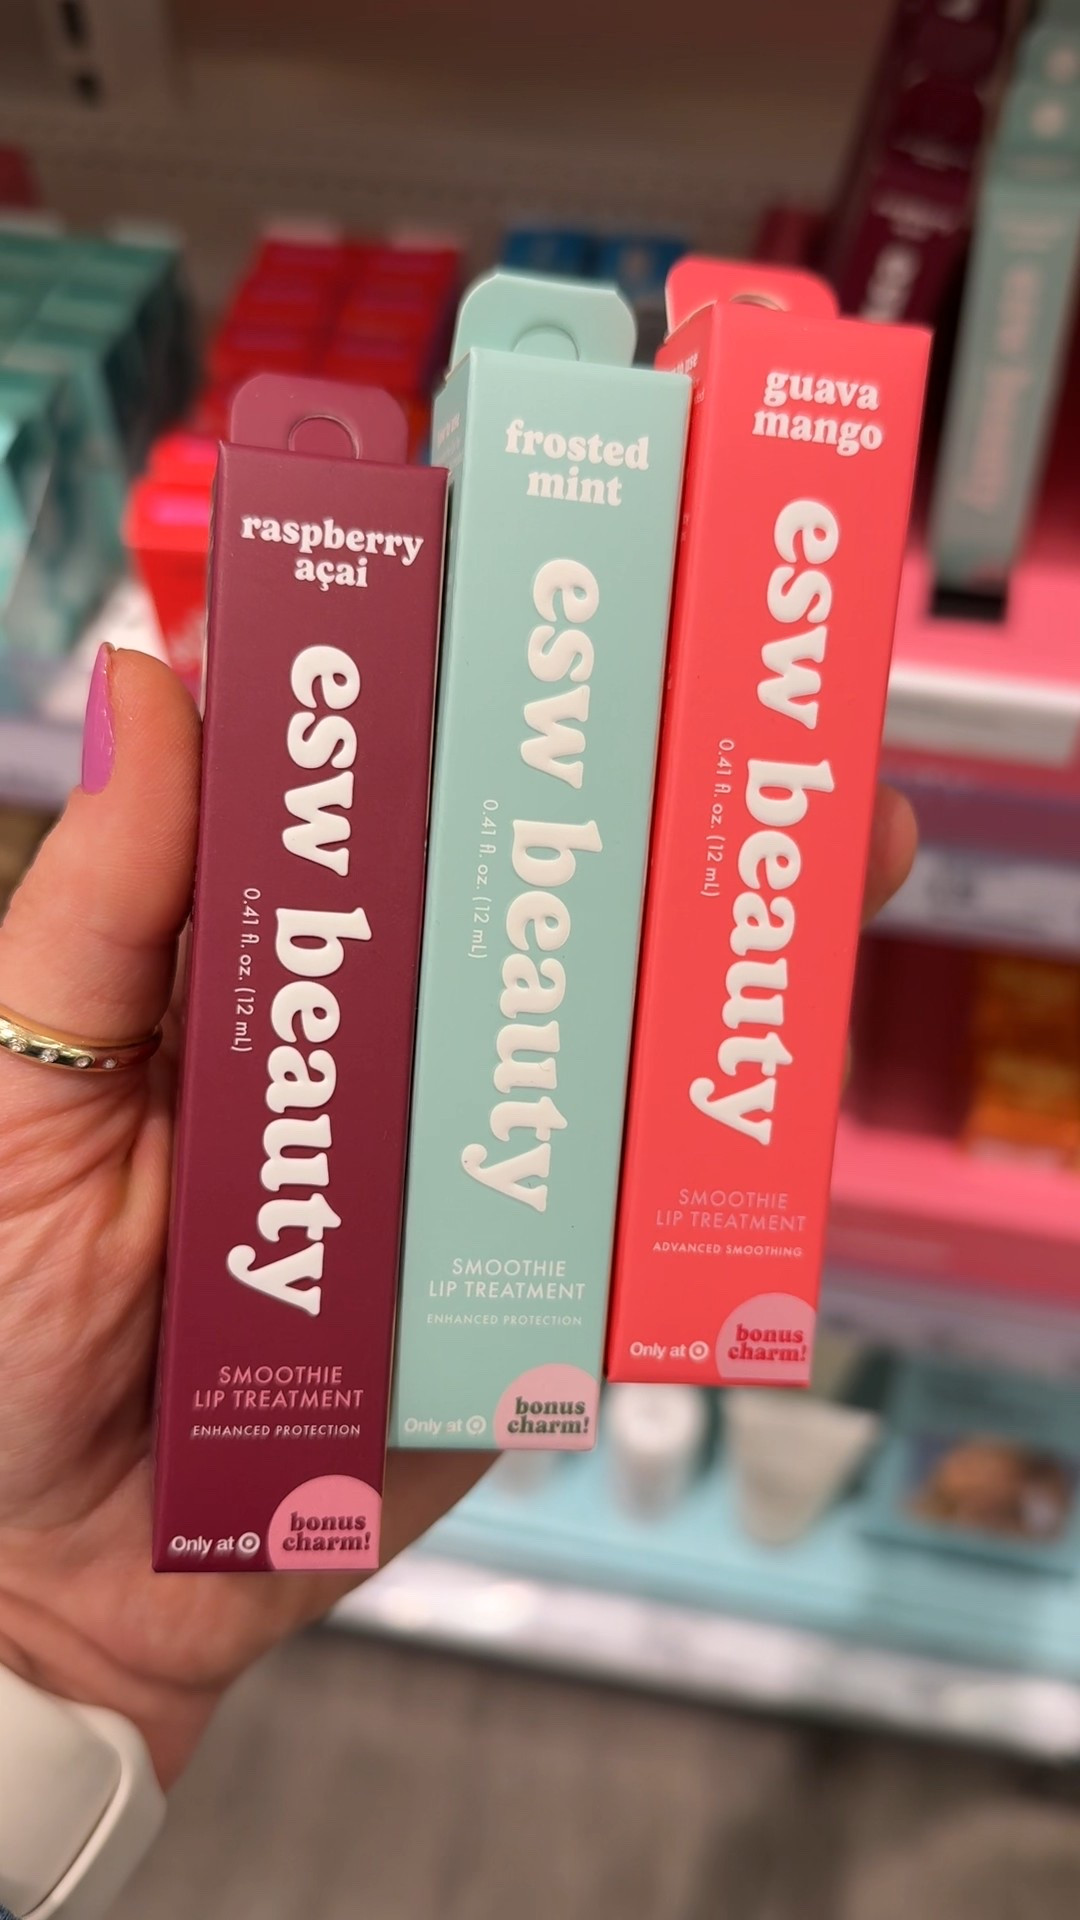 raspberry
açaí
esw beauty
0.41 fl. oz. (12 mL)
SMOOTHIE
LIP TREATMENT
ENHANCED PROTECTION
Only at
bonus
charm!
frosted
mint
esw beauty
0.41 fl. oz. (12 mL)
SMOOTHIE
LIP TREATMENT
ENHANCED PROTECTION
Only at
bonus
charm!
guava
mango
esw beauty
0.41 fl. oz. (12 mL)
SMOOTHIE
LIP TREATMENT
ADVANCED SMOOTHING
Only at
bonus
charm!